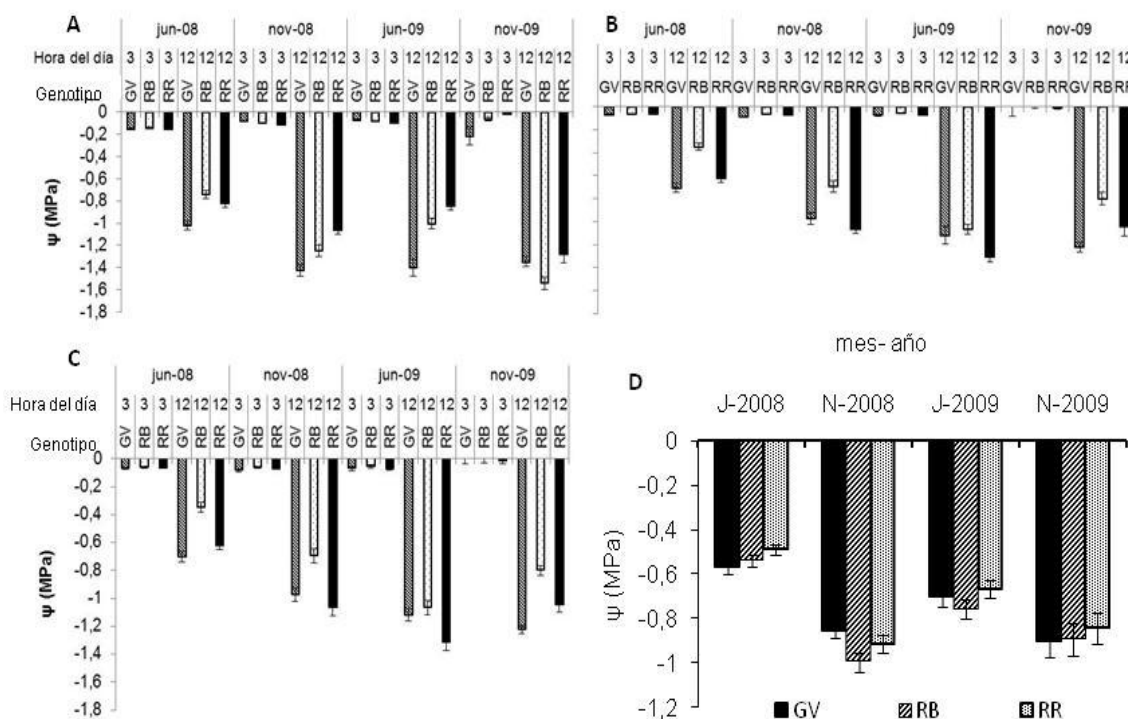 A
jun-08 nov-08 jun-09 nov-09
Hora del día 3 3 3 12 12 12 3 3 3 12 12 12 3 3 3 12 12 12 3 3 3 12 12 12
Genotipo GV RB RR GV RB RR GV RB RR GV RB RR GV RB RR GV RB RR GV RB RR GV RB RR
0
-0,2
-0,4
-0,6
-0,8
-1
-1,2
-1,4
-1,6
-1,8
Ψ (MPa)
B
jun-08 nov-08 jun-09 nov-09
3 3 3 12 12 12 3 3 3 12 12 12 3 3 3 12 12 12 3 3 3 12 12 12
GV RB RR GV RB RR GV RB RR GV RB RR GV RB RR GV RB RR GV RB RR GV RB RR
C
jun-08 nov-08 jun-09 nov-09
Hora del día 3 3 3 12 12 12 3 3 3 12 12 12 3 3 3 12 12 12 3 3 3 12 12 12
Genotipo GV RB RR GV RB RR GV RB RR GV RB RR GV RB RR GV RB RR GV RB RR GV RB RR
0
-0,2
-0,4
-0,6
-0,8
-1
-1,2
-1,4
-1,6
-1,8
Ψ (MPa)
mes- año
D
J-2008 N-2008 J-2009 N-2009
0
-0,2
-0,4
-0,6
-0,8
-1
-1,2
Ψ (MPa)
GV RB RR